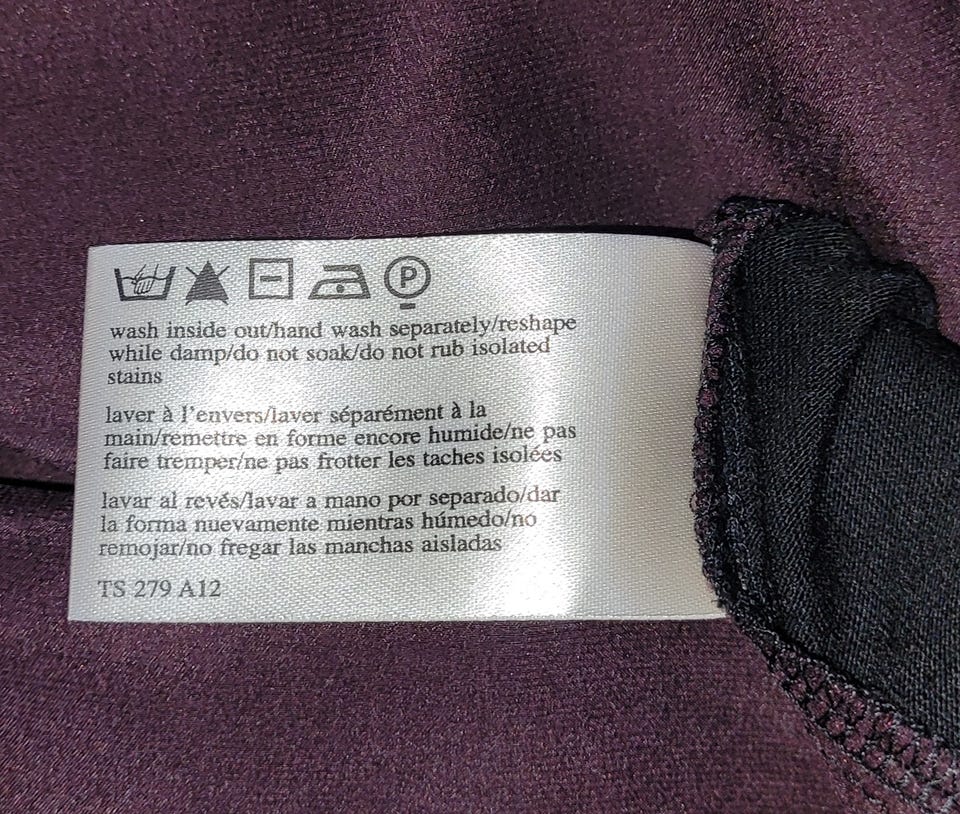 P
wash inside out/hand wash separately/reshape
while damp/do not soak/do not rub isolated
stains
laver à l'envers/laver séparément à la
main/remettre en forme encore humide/ne pas
faire tremper/ne pas frotter les taches isolées
lavar al revés/lavar a mano por separado/dar
la forma nuevamente mientras húmedo/no
remojar/no fregar las manchas aisladas
TS 279 A12